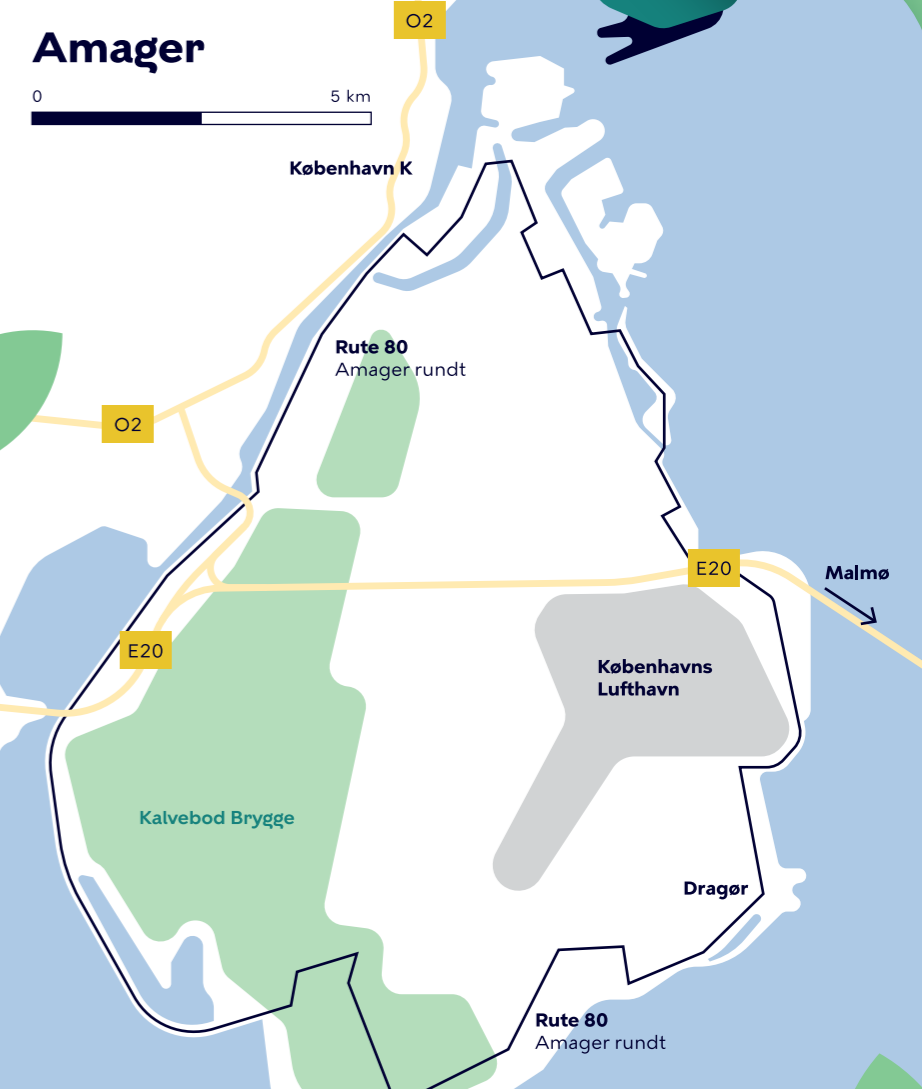 Amager
O2
0
5 km
København K
Rute 80
Amager rundt
O2
E20
Malmø
E20
Københavns
Lufthavn
Kalvebod Brygge
Dragør
Rute 80
Amager rundt